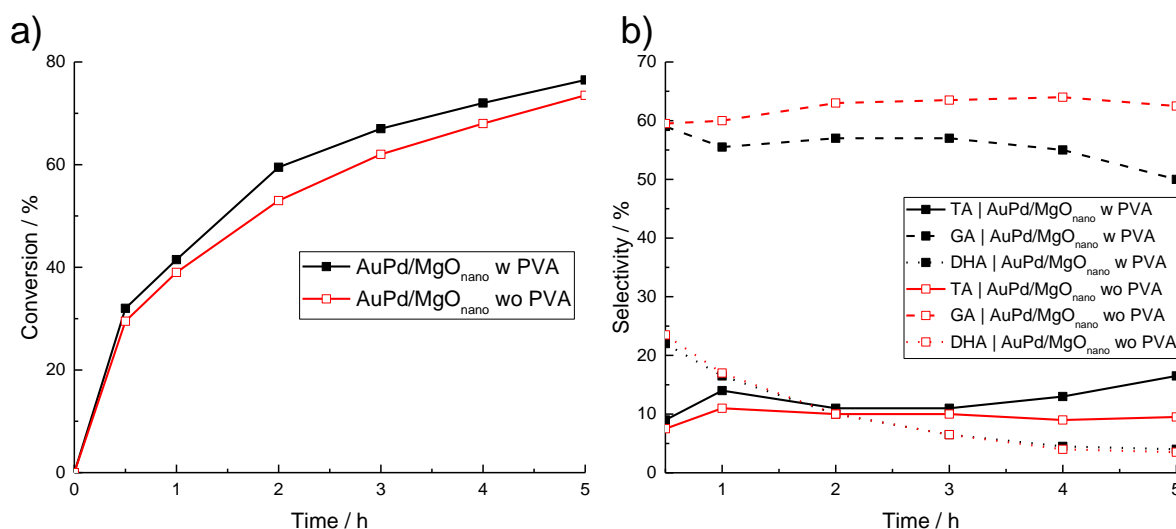 a)
80
60
40
20
0
Conversion / %
0 1 2 3 4 5
Time / h
AuPd/MgOnano w PVA
AuPd/MgOnano wo PVA
b)
70
60
50
40
30
20
10
0
Selectivity / %
1 2 3 4 5
Time / h
TA | AuPd/MgOnano w PVA
GA | AuPd/MgOnano w PVA
DHA | AuPd/MgOnano w PVA
TA | AuPd/MgOnano wo PVA
GA | AuPd/MgOnano wo PVA
DHA | AuPd/MgOnano wo PVA